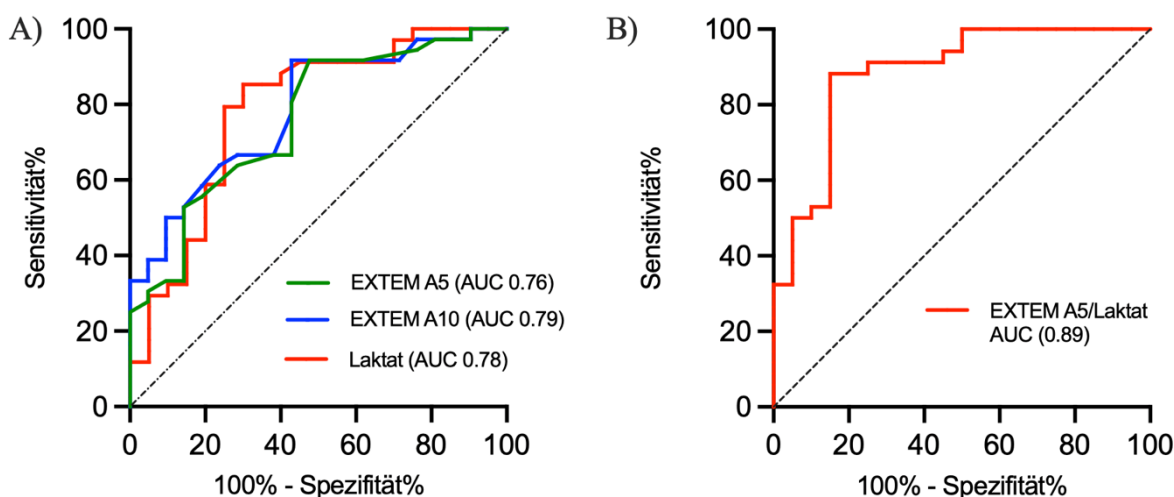 A)
100
80
60
40
20
0
Sensitivität%
EXTEM A5 (AUC 0.76)
EXTEM A10 (AUC 0.79)
Laktat (AUC 0.78)
0 20 40 60 80 100
100% - Spezifität%
B)
100
80
60
40
20
0
Sensitivität%
EXTEM A5/Laktat
AUC (0.89)
0 20 40 60 80 100
100% - Spezifität%